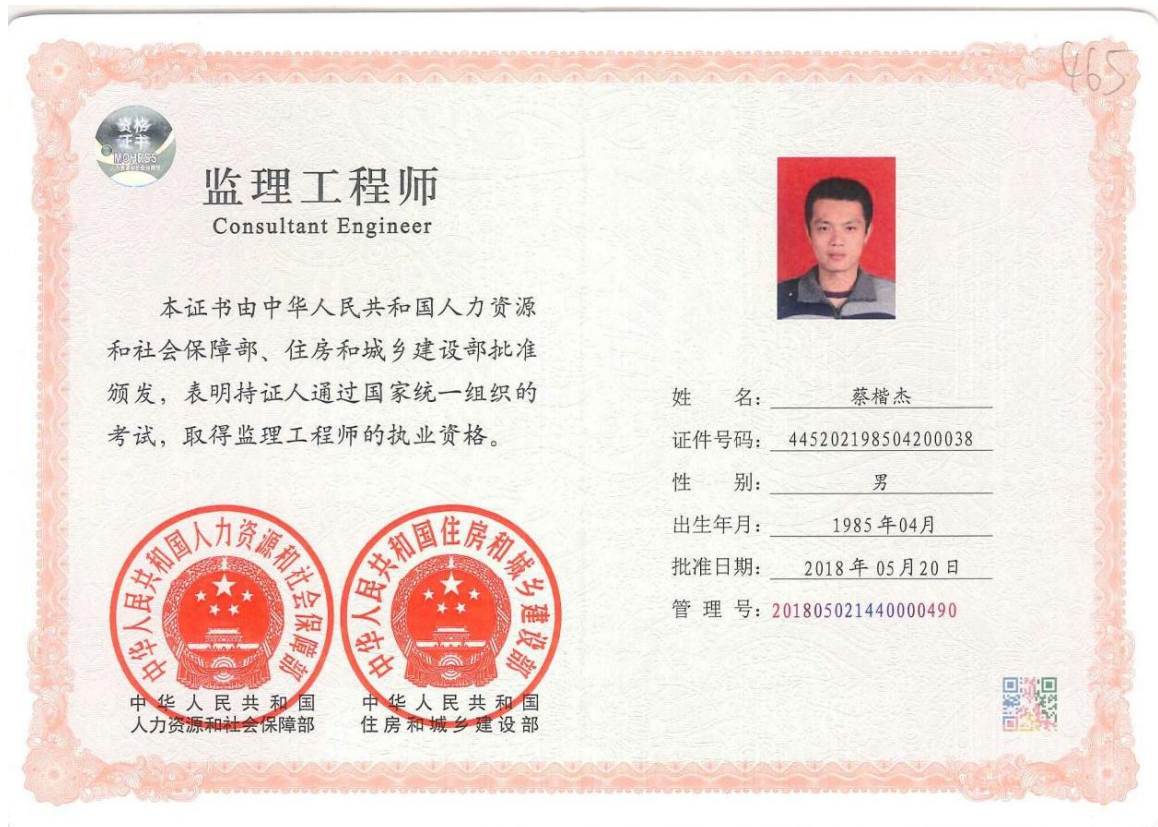 465
资格
证书
MOHRSS
监理工程师
Consultant Engineer
本证书由中华人民共和国人力资源
和社会保障部、住房和城乡建设部批准
颁发，表明持证人通过国家统一组织的
考试，取得监理工程师的执业资格。
姓 名：蔡楷杰
证件号码：445202198504200038
性 别：男
出生年月：1985年04月
批准日期：2018年05月20日
管 理 号：201805021440000490
中华人民共和国人力资源和社会保障部
中华人民共和国住房和城乡建设部
中华人民共和国
人力资源和社会保障部
中华人民共和国
住房和城乡建设部